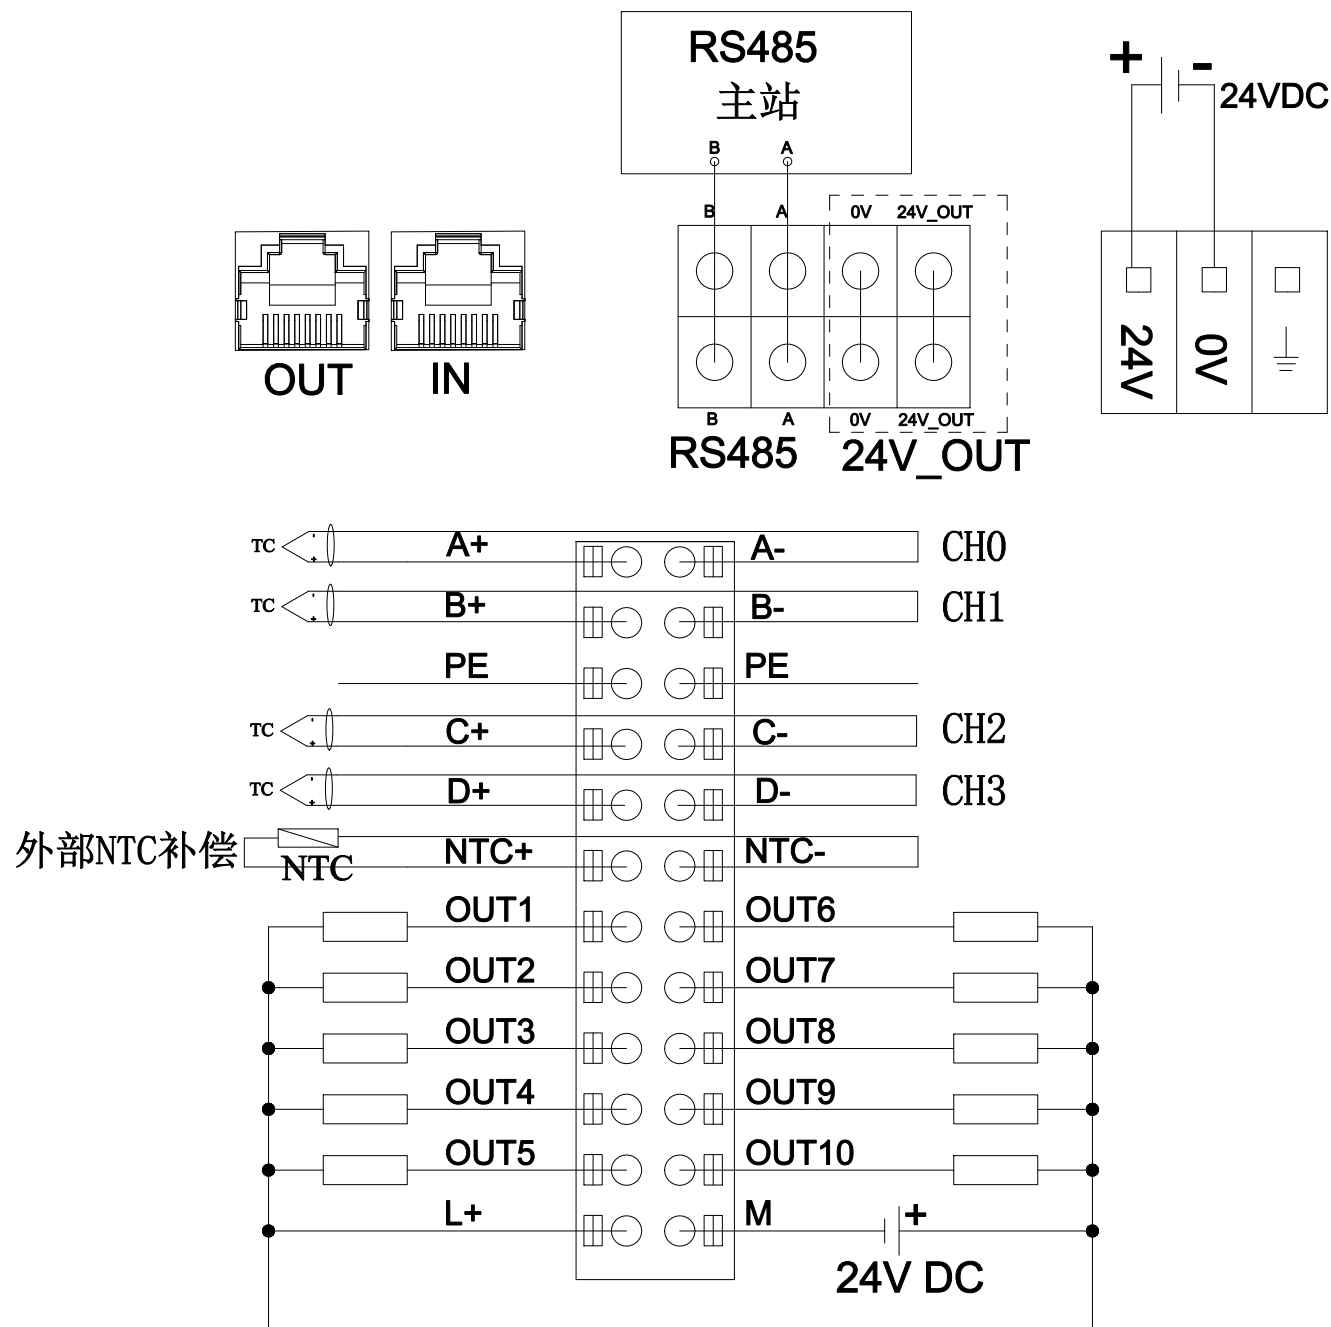 RS485
主站
B A
+ -
24VDC
B A 0V 24V_OUT
24V 0V
OUT IN
B A 0V 24V_OUT
RS485 24V_OUT
TC - + A+ A- CH0
TC - + B+ B- CH1
PE PE
TC - + C+ C- CH2
TC - + D+ D- CH3
外部NTC补偿 NTC NTC+ NTC-
OUT1 OUT6
OUT2 OUT7
OUT3 OUT8
OUT4 OUT9
OUT5 OUT10
L+ M +
24V DC